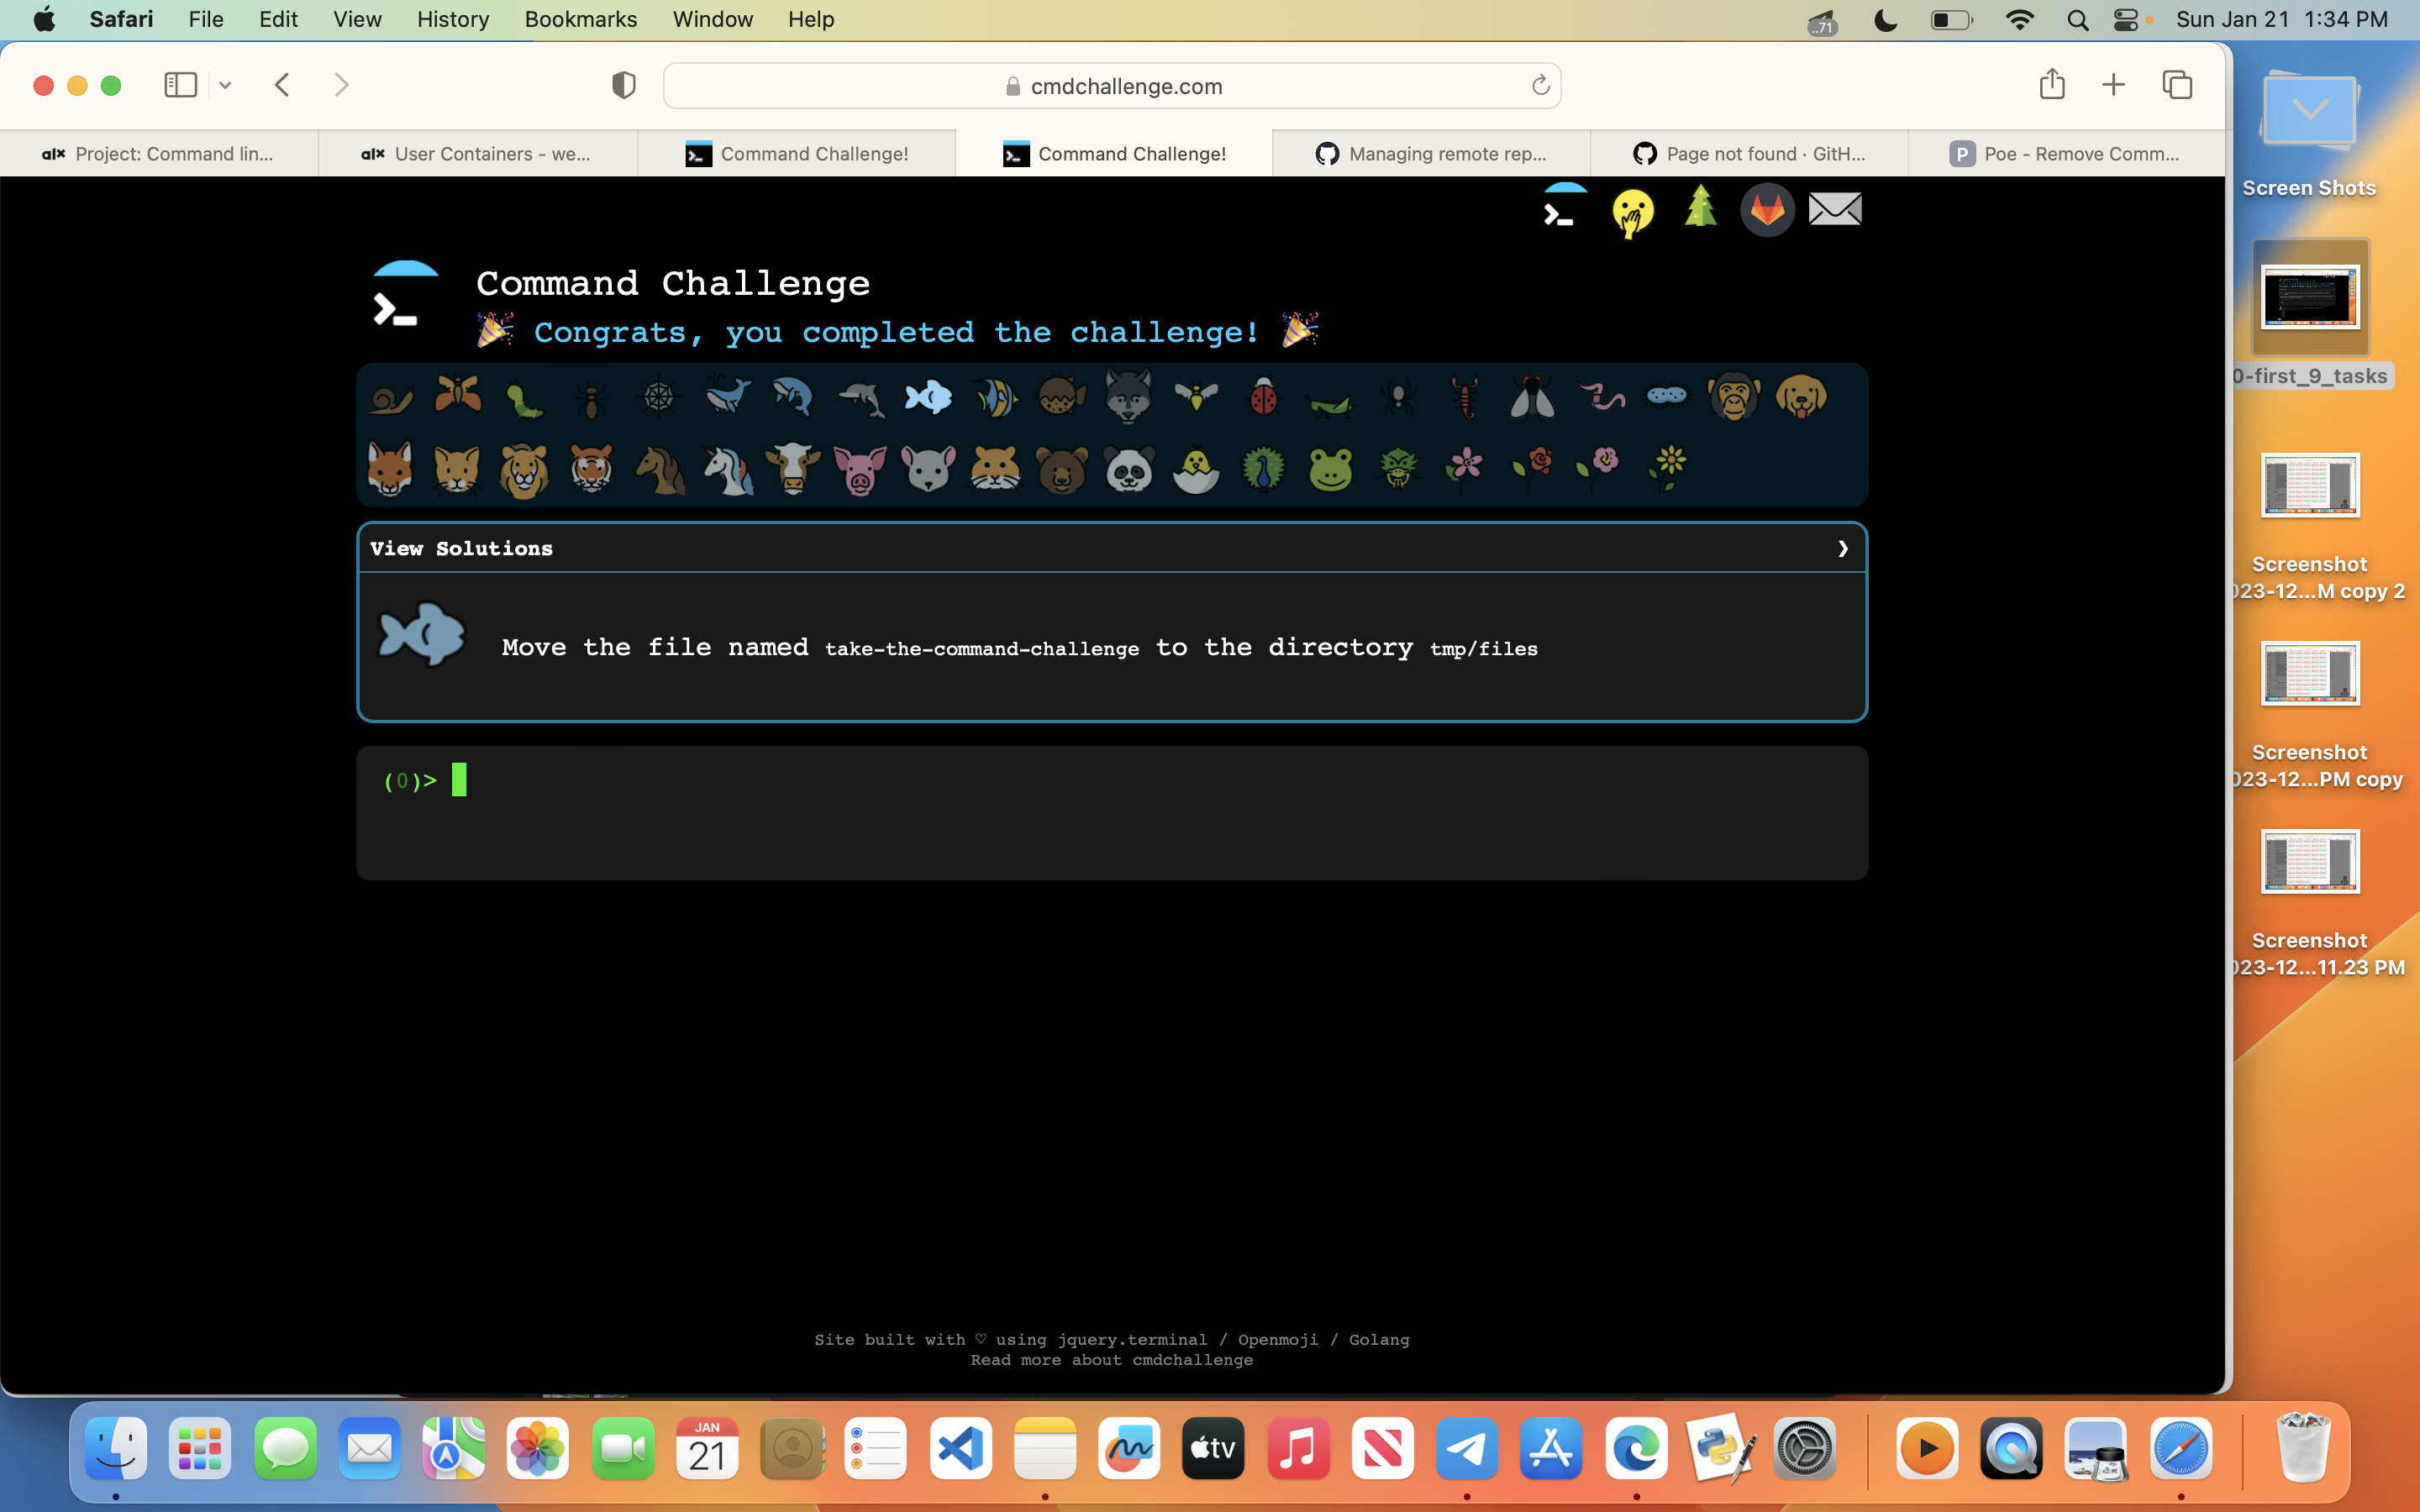 Safari File Edit View History Bookmarks Window Help ..71 Sun Jan 21 1:34 PM
cmdchallenge.com
Project: Command lin... User Containers - we... Command Challenge! Command Challenge! Managing remote rep... Page not found · GitH... Poe - Remove Comm...
Command Challenge
Congrats, you completed the challenge!
View Solutions
Move the file named take-the-command-challenge to the directory tmp/files
(0)>
Site built with ♡ using jquery.terminal / Openmoji / Golang
Read more about cmdchallenge
Screen Shots
0-first_9_tasks
Screenshot
023-12...M copy 2
Screenshot
023-12...PM copy
Screenshot
023-12...11.23 PM
JAN
21
tv